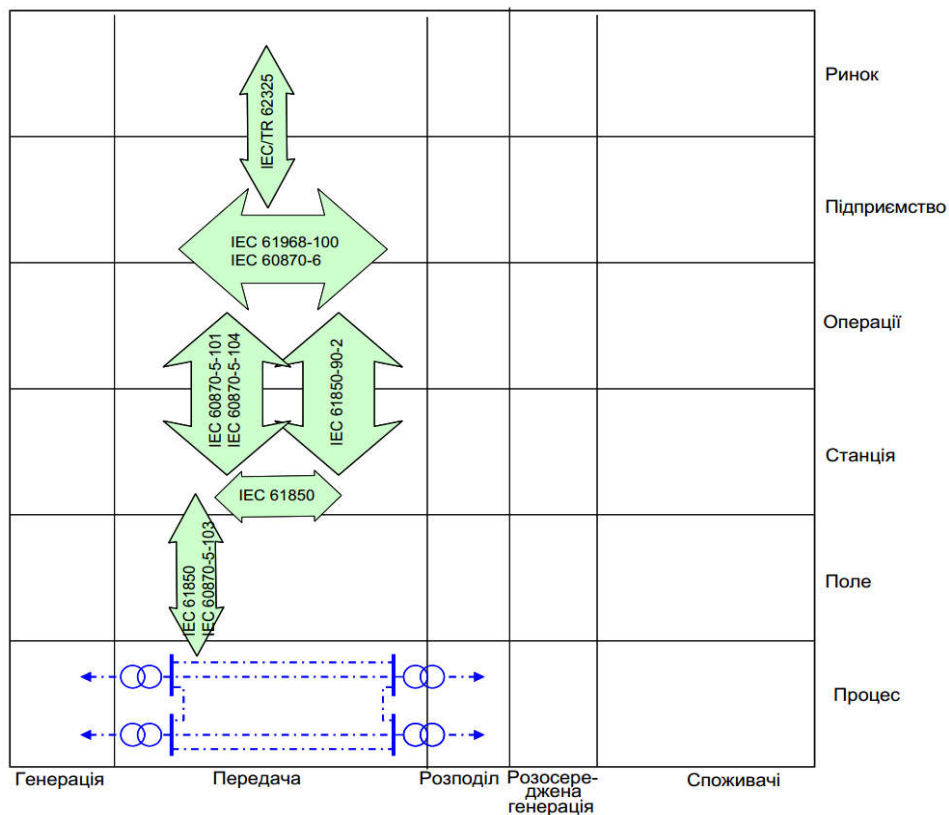 Ринок
IEC/TR 62325
Підприємство
IEC 61968-100
IEC 60870-6
Операції
IEC 60870-5-101
IEC 60870-5-104
IEC 61850-90-2
Станція
IEC 61850
IEC 61850
IEC 60870-5-103
Поле
Процес
Генерація
Передача
Розподіл
Розосере-
джена
генерація
Споживачі